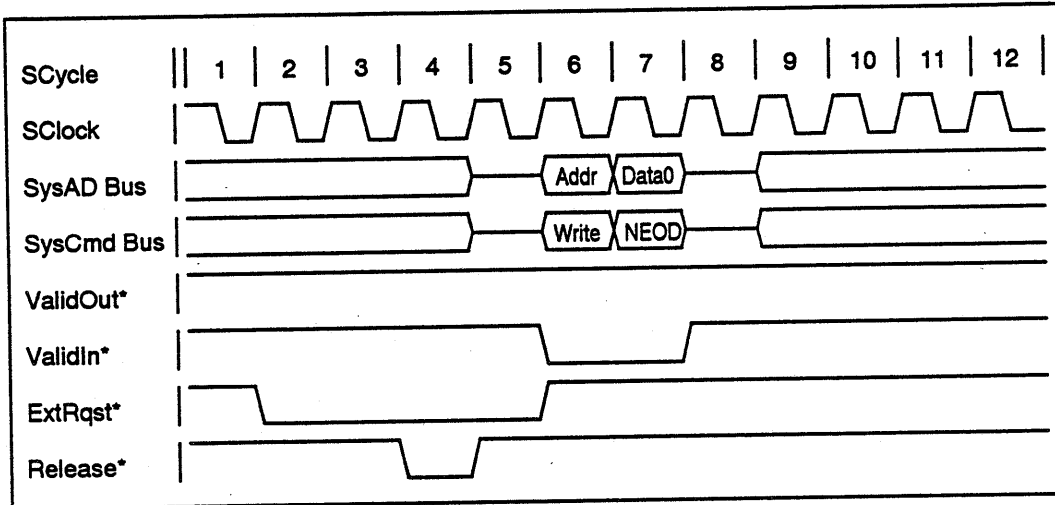 SCycle 1 2 3 4 5 6 7 8 9 10 11 12
SClock
SysAD Bus Addr Data0
SysCmd Bus Write NEOD
ValidOut*
ValidIn*
ExtRqst*
Release*